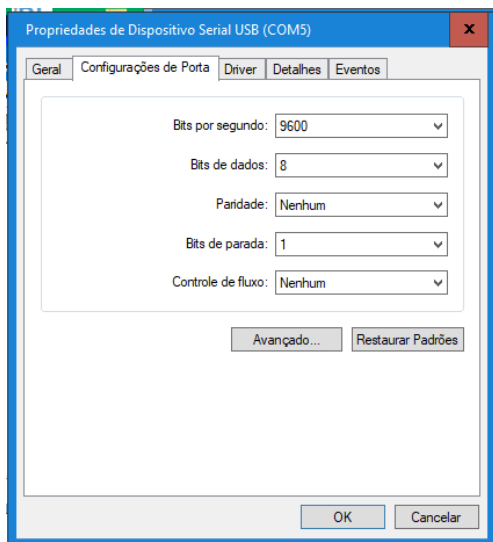 Propriedades de Dispositivo Serial USB (COM5)
x
Geral Configurações de Porta Driver Detalhes Eventos
Bits por segundo: 9600
Bits de dados: 8
Paridade: Nenhum
Bits de parada: 1
Controle de fluxo: Nenhum
Avançado... Restaurar Padrões
OK Cancelar